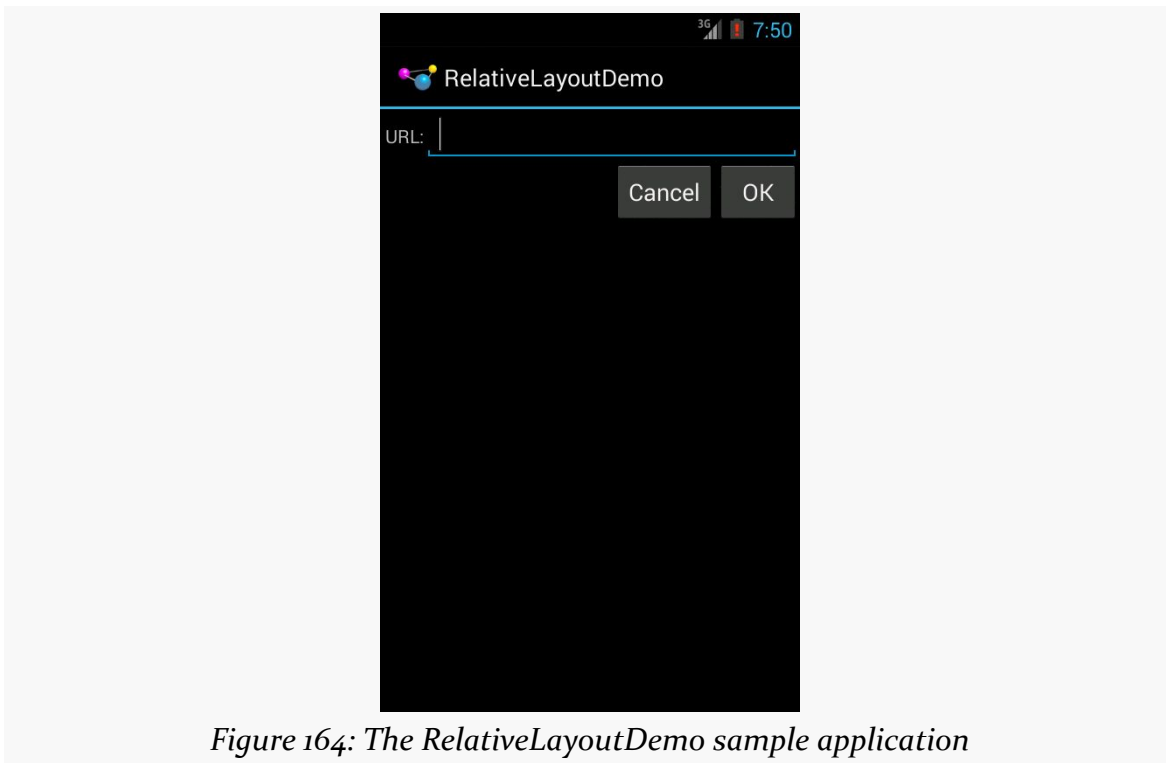 3G 7:50
RelativeLayoutDemo
URL:
Cancel OK
Figure 164: The RelativeLayoutDemo sample application